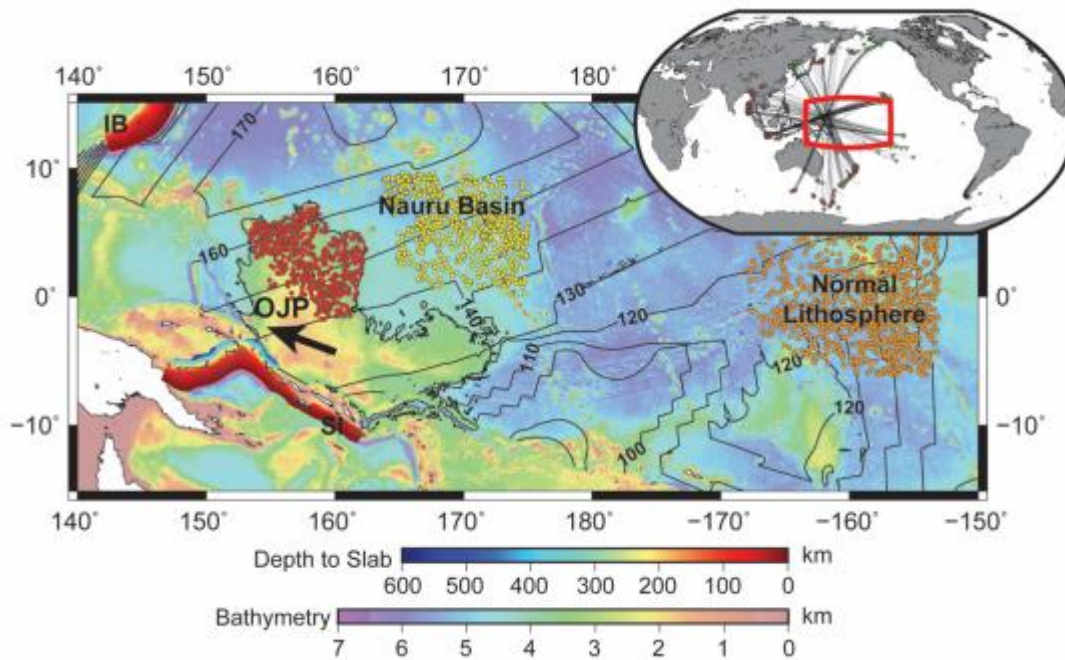 140° 150° 160° 170° 180°
IB
170
10°
Nauru Basin
160
0°
OJP
140
130
120
Normal
Lithosphere
0°
110
120
120
−10°
SI
100
−10°
140° 150° 160° 170° 180° −170° −160° −150°
Depth to Slab
km
600 500 400 300 200 100 0
Bathymetry
km
7 6 5 4 3 2 1 0